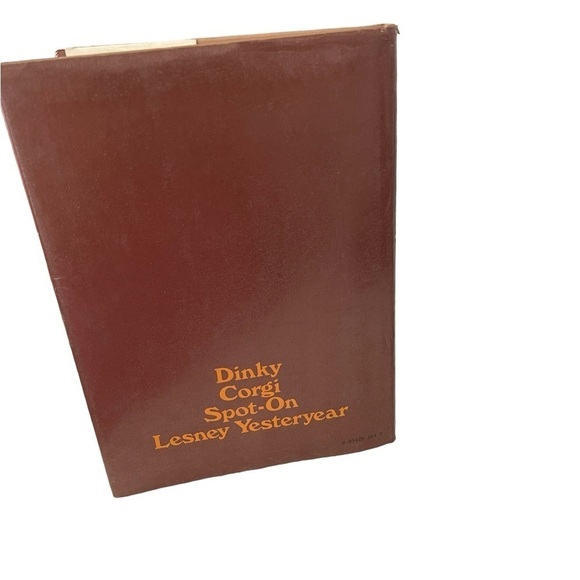 Dinky
Corgi
Spot-On
Lesney Yesteryear